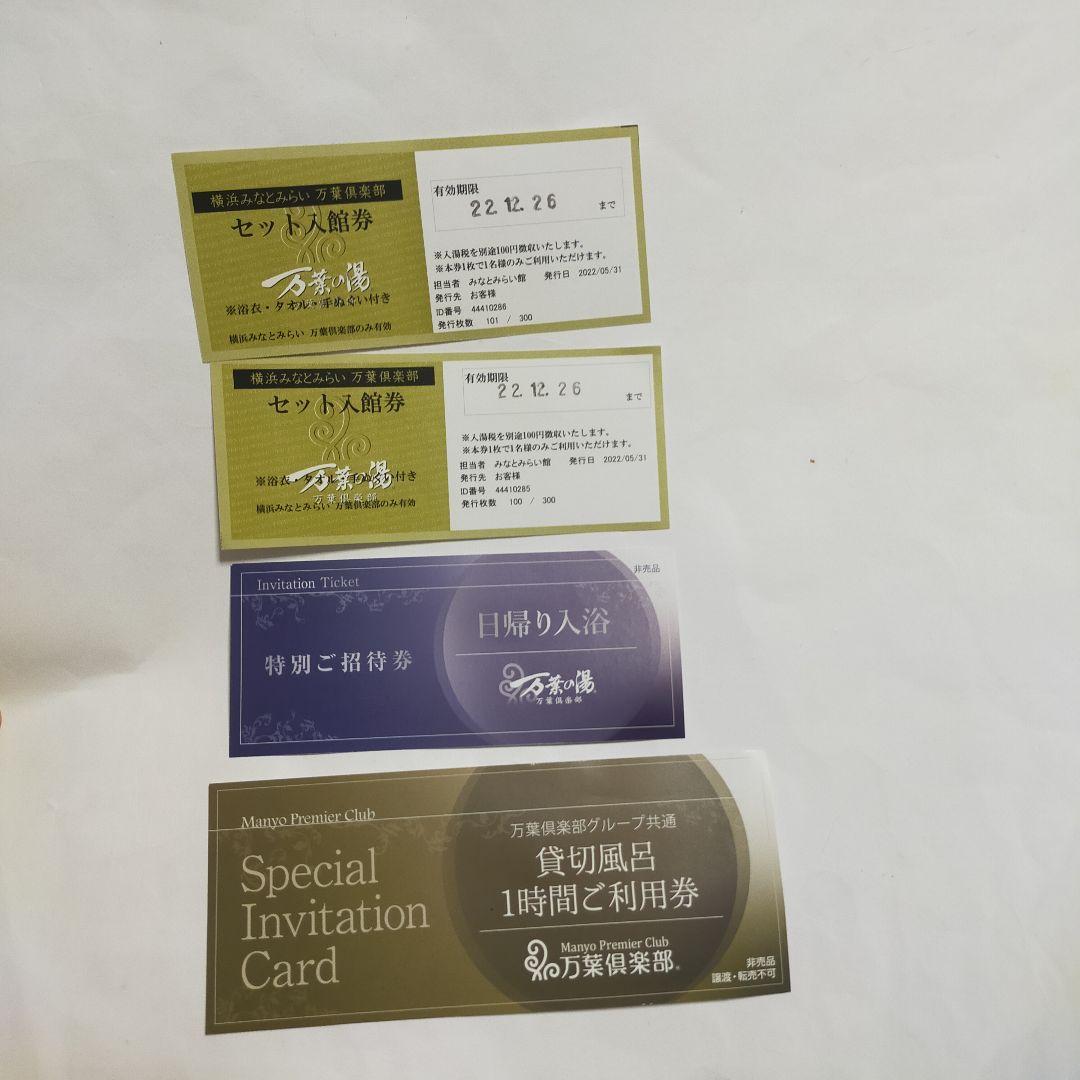 横浜みなとみらい 万葉倶楽部
セット入館券
万葉の湯
※浴衣・タオル・手ぬぐい付き
横浜みなとみらい 万葉倶楽部のみ有効
有効期限
22.12.26
まで
※入湯税を別途100円徴収いたします。
※本券1枚で1名様のみご利用いただけます。
担当者 みなとみらい館 発行日 2022/05/31
発行先 お客様
ID番号 44410286
発行枚数 101 / 300
横浜みなとみらい 万葉倶楽部
セット入館券
万葉の湯
万葉倶楽部
※浴衣・タオル・手ぬぐい付き
横浜みなとみらい 万葉倶楽部のみ有効
有効期限
22.12.26
まで
※入湯税を別途100円徴収いたします。
※本券1枚で1名様のみご利用いただけます。
担当者 みなとみらい館 発行日 2022/05/31
発行先 お客様
ID番号 44410285
発行枚数 100 / 300
Invitation Ticket
特別ご招待券
非売品
日帰り入浴
万葉の湯
万葉倶楽部
Manyo Premier Club
Special
Invitation
Card
万葉倶楽部グループ共通
貸切風呂
1時間ご利用券
Manyo Premier Club
万葉倶楽部
非売品
譲渡・転売不可